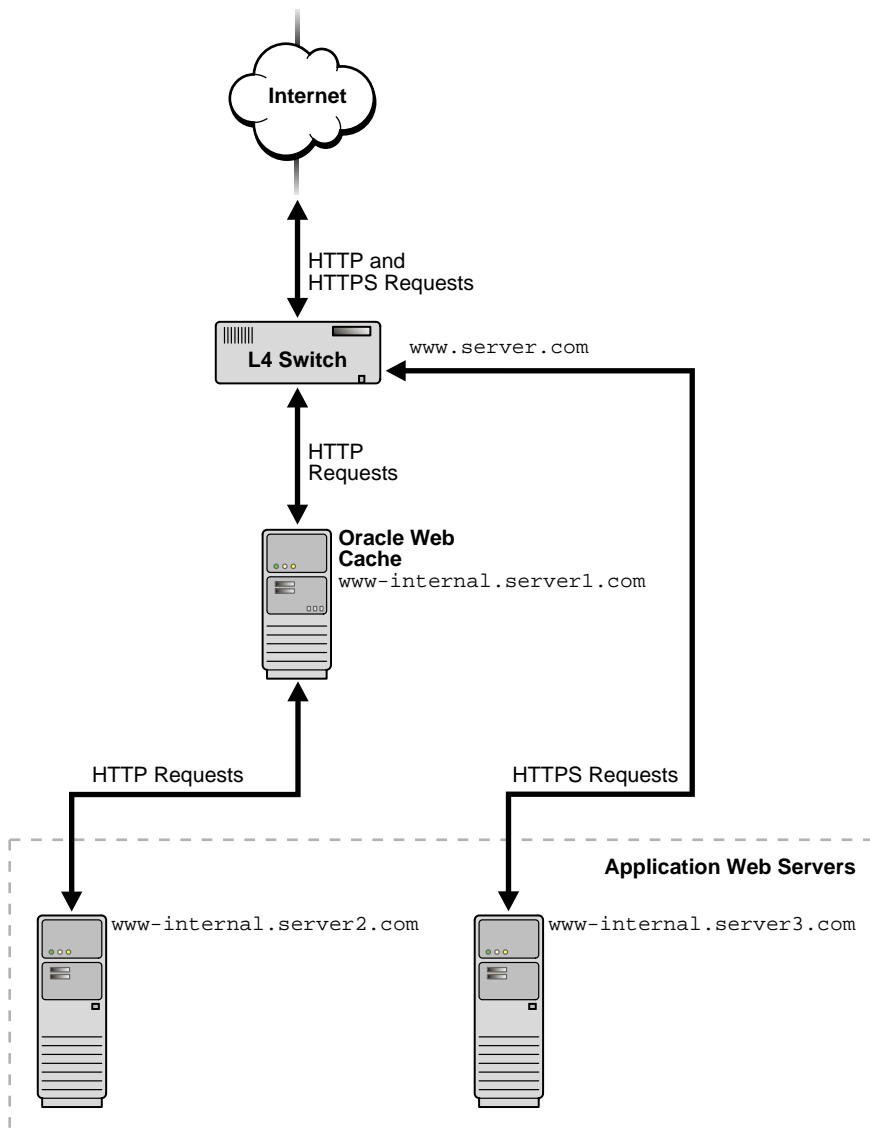 Internet
HTTP and
HTTPS Requests
L4 Switch
www.server.com
HTTP
Requests
Oracle Web
Cache
www-internal.server1.com
HTTP Requests
HTTPS Requests
Application Web Servers
www-internal.server2.com
www-internal.server3.com